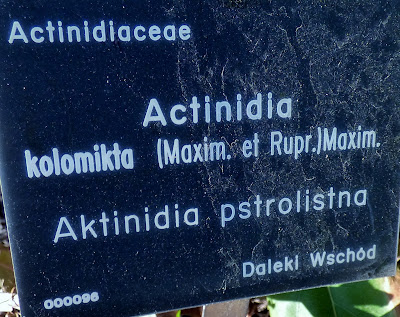 Actinidiaceae
Actinidia
kolomikta (Maxim. et Rupr.)Maxim.
Aktinidia pstrolistna
Daleki Wschód
000096